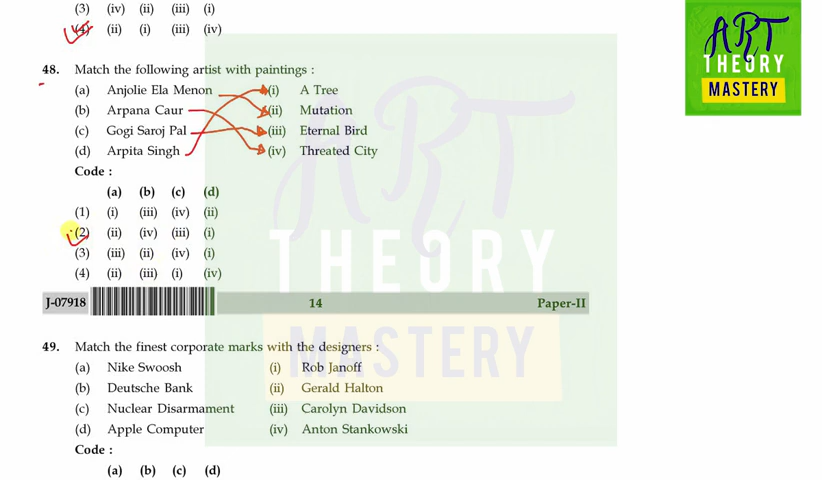 (3) (iv) (ii) (iii) (i)
(4) (ii) (i) (iii) (iv)
ART
THEORY
MASTERY
48. Match the following artist with paintings :
(a) Anjolie Ela Menon (i) A Tree
(b) Arpana Caur (ii) Mutation
(c) Gogi Saroj Pal (iii) Eternal Bird
(d) Arpita Singh (iv) Threated City
Code :
(a) (b) (c) (d)
(1) (i) (iii) (iv) (ii)
(2) (ii) (iv) (iii) (i)
(3) (iii) (ii) (iv) (i)
(4) (ii) (iii) (i) (iv)
ART
THEORY
MASTERY
J-07918 14 Paper-II
49. Match the finest corporate marks with the designers :
(a) Nike Swoosh (i) Rob Janoff
(b) Deutsche Bank (ii) Gerald Halton
(c) Nuclear Disarmament (iii) Carolyn Davidson
(d) Apple Computer (iv) Anton Stankowski
Code :
(a) (b) (c) (d)